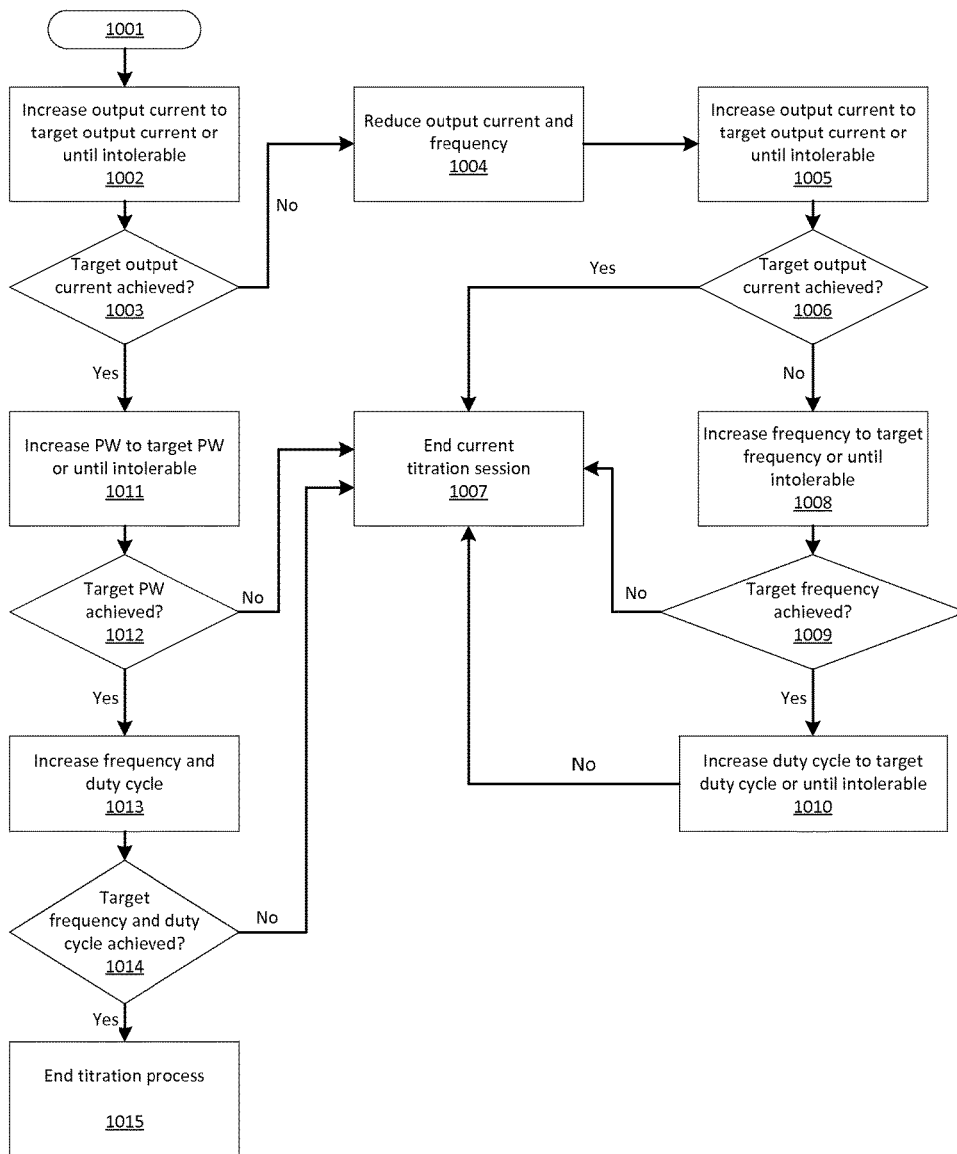 1001
Increase output current to
target output current or
until intolerable
1002
Reduce output current and
frequency
1004
Increase output current to
target output current or
until intolerable
1005
No
Target output
current achieved?
1003
Yes
Target output
current achieved?
1006
Yes
No
Increase PW to target PW
or until intolerable
1011
End current
titration session
1007
Increase frequency to target
frequency or until
intolerable
1008
Target PW
achieved?
1012
No
No
Target frequency
achieved?
1009
Yes
Yes
Increase frequency and
duty cycle
1013
No
Increase duty cycle to target
duty cycle or until intolerable
1010
Target
frequency and duty
cycle achieved?
1014
No
Yes
End titration process
1015